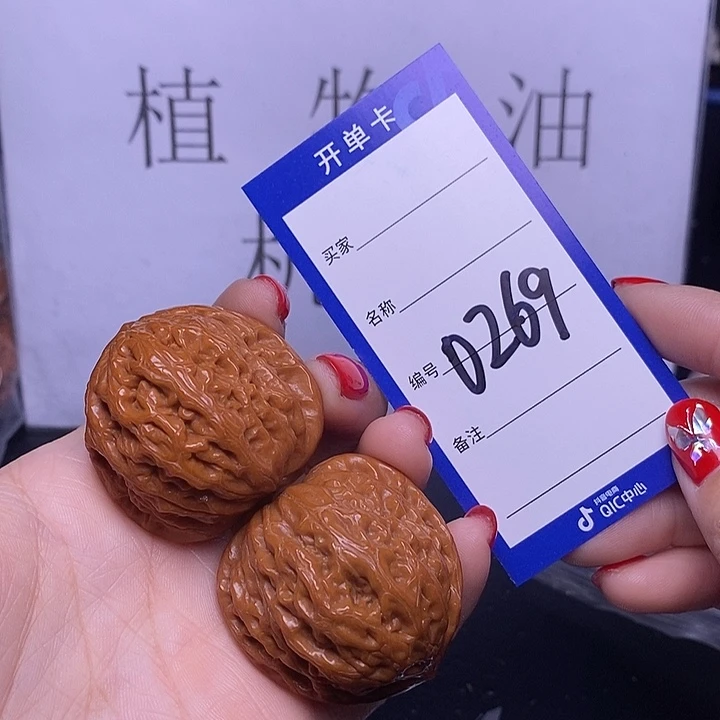 植 物 油
开单卡
买家
名称
编号 0269
备注
抖音电商
QIC中心